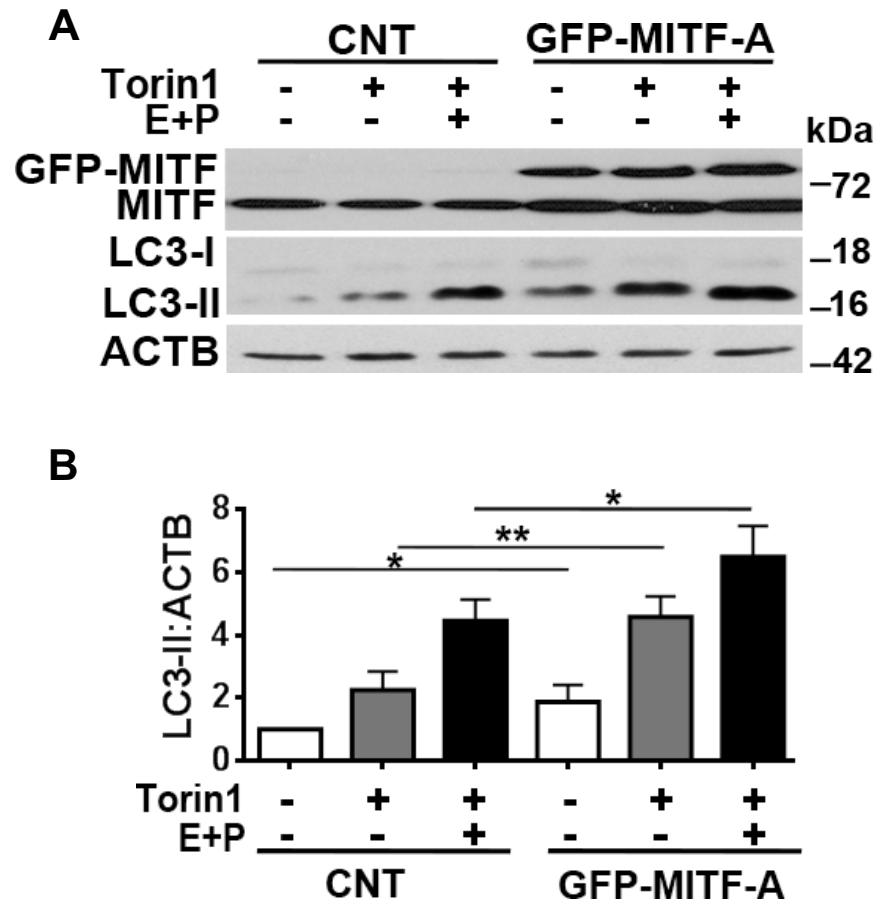 A
CNT GFP-MITF-A
Torin1 - + + - + +
E+P - - + - - +
kDa
GFP-MITF
–72
MITF
LC3-I
–18
LC3-II
–16
ACTB
–42
B
LC3-II:ACTB
8
6
4
2
0
*
**
*
Torin1 - + + - + +
E+P - - + - - +
CNT GFP-MITF-A